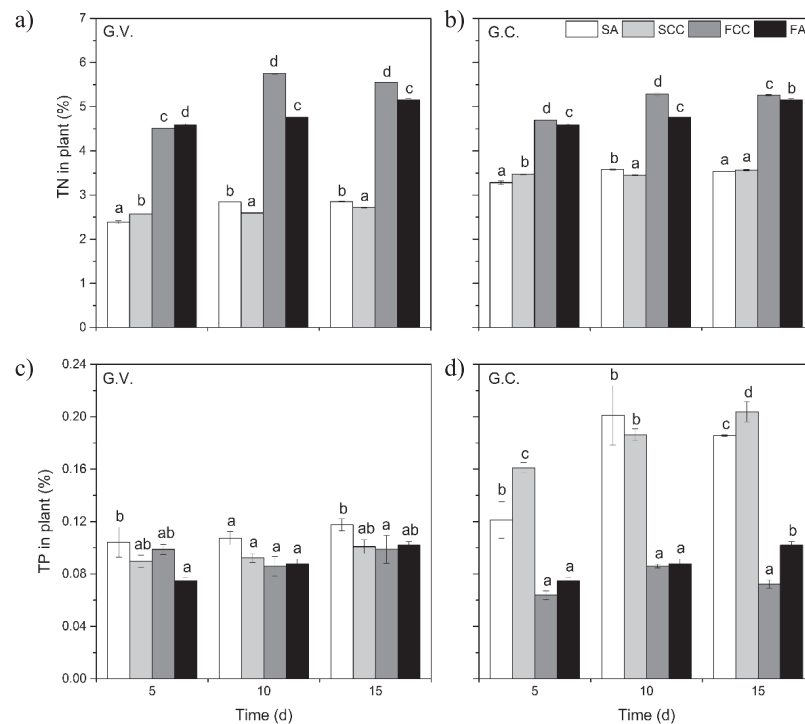 a)
G.V.
TN in plant (%)
7
6
5
4
3
2
1
0
a b c d
b a d c
b a d c
b)
G.C.
SA SCC FCC FA
a b d c
b a d c
a a c b
c)
G.V.
TP in plant (%)
0.24
0.20
0.16
0.12
0.08
0.04
0.00
b ab ab a
a a a a
b ab a ab
5 10 15
Time (d)
d)
G.C.
b c a a
b b a a
c d a b
5 10 15
Time (d)